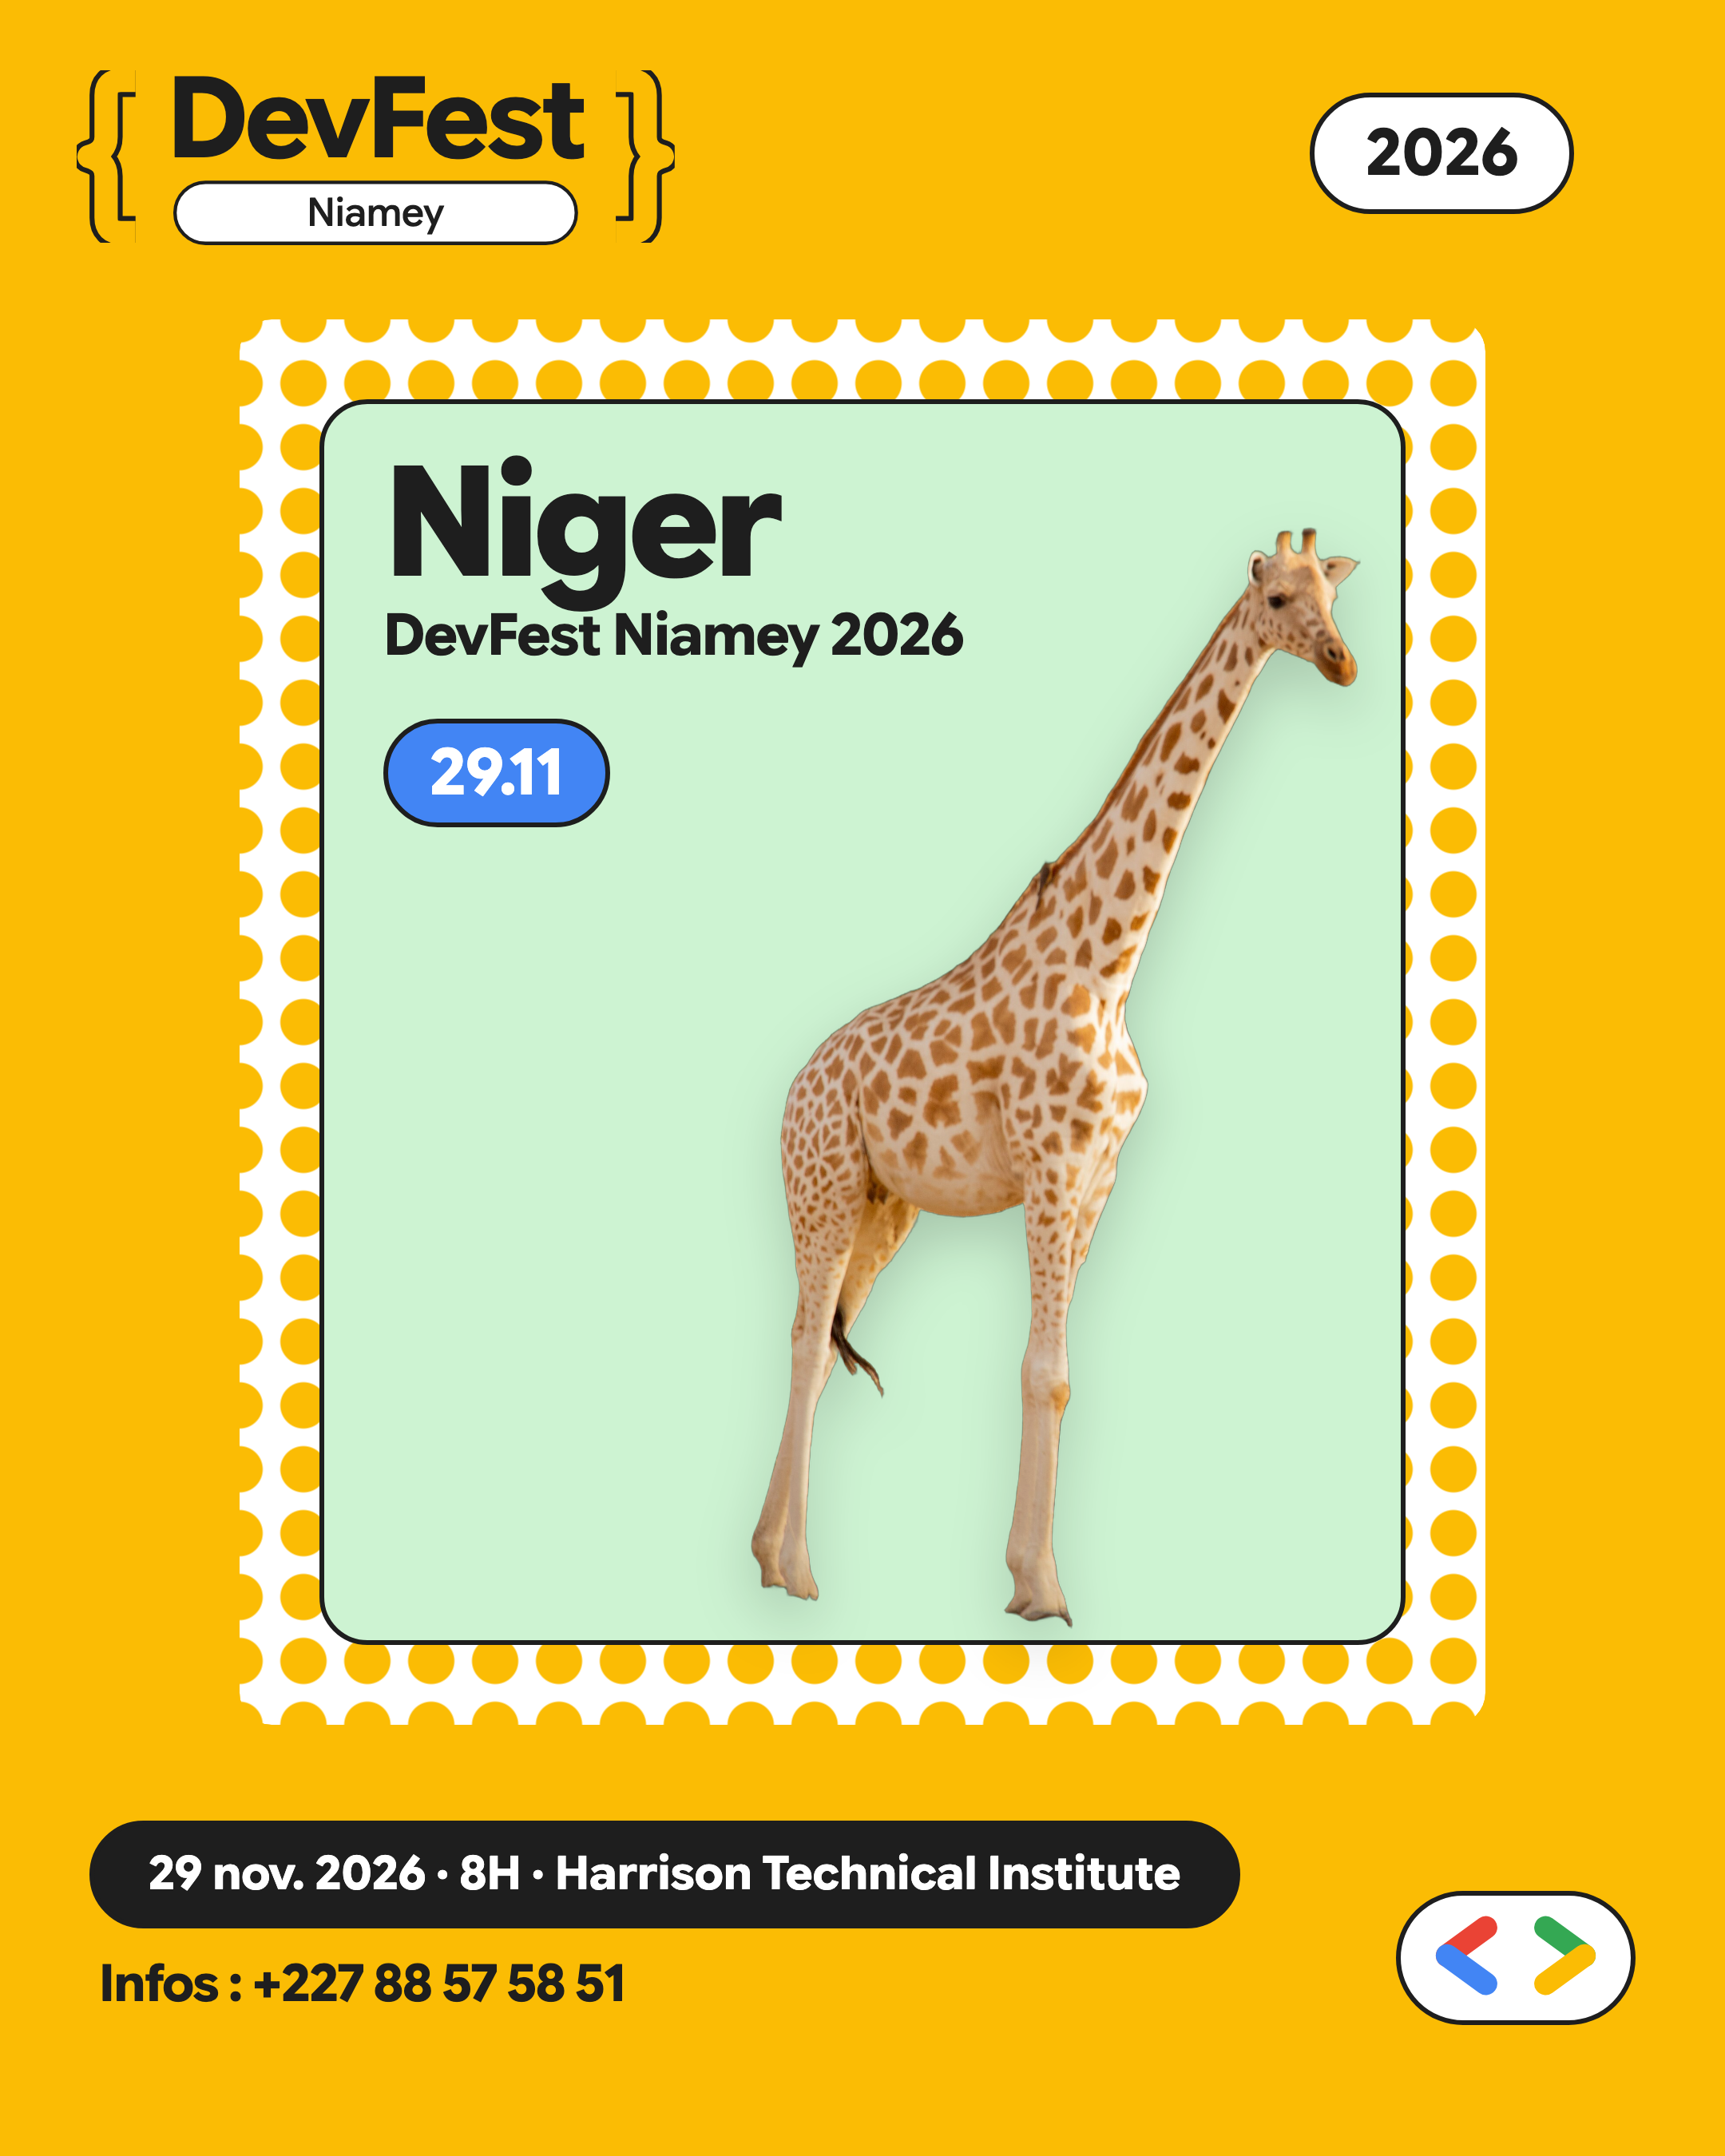 DevFest
Niamey
2026
Niger
DevFest Niamey 2026
29.11
29 nov. 2026 · 8H · Harrison Technical Institute
Infos : +227 88 57 58 51